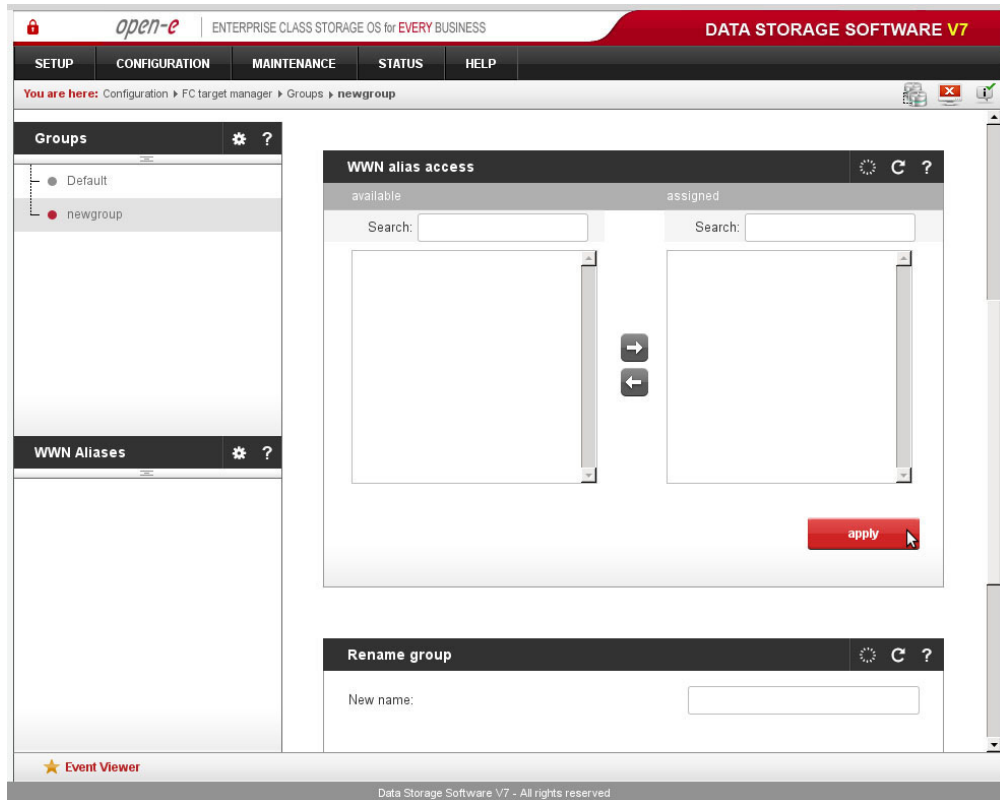 open-e ENTERPRISE CLASS STORAGE OS for EVERY BUSINESS DATA STORAGE SOFTWARE V7
SETUP CONFIGURATION MAINTENANCE STATUS HELP
You are here: Configuration ▸ FC target manager ▸ Groups ▸ newgroup
Groups ?
Default
newgroup
WWN Aliases ?
WWN alias access ?
available assigned
Search: Search:
apply
Rename group ?
New name:
Event Viewer
Data Storage Software V7 - All rights reserved